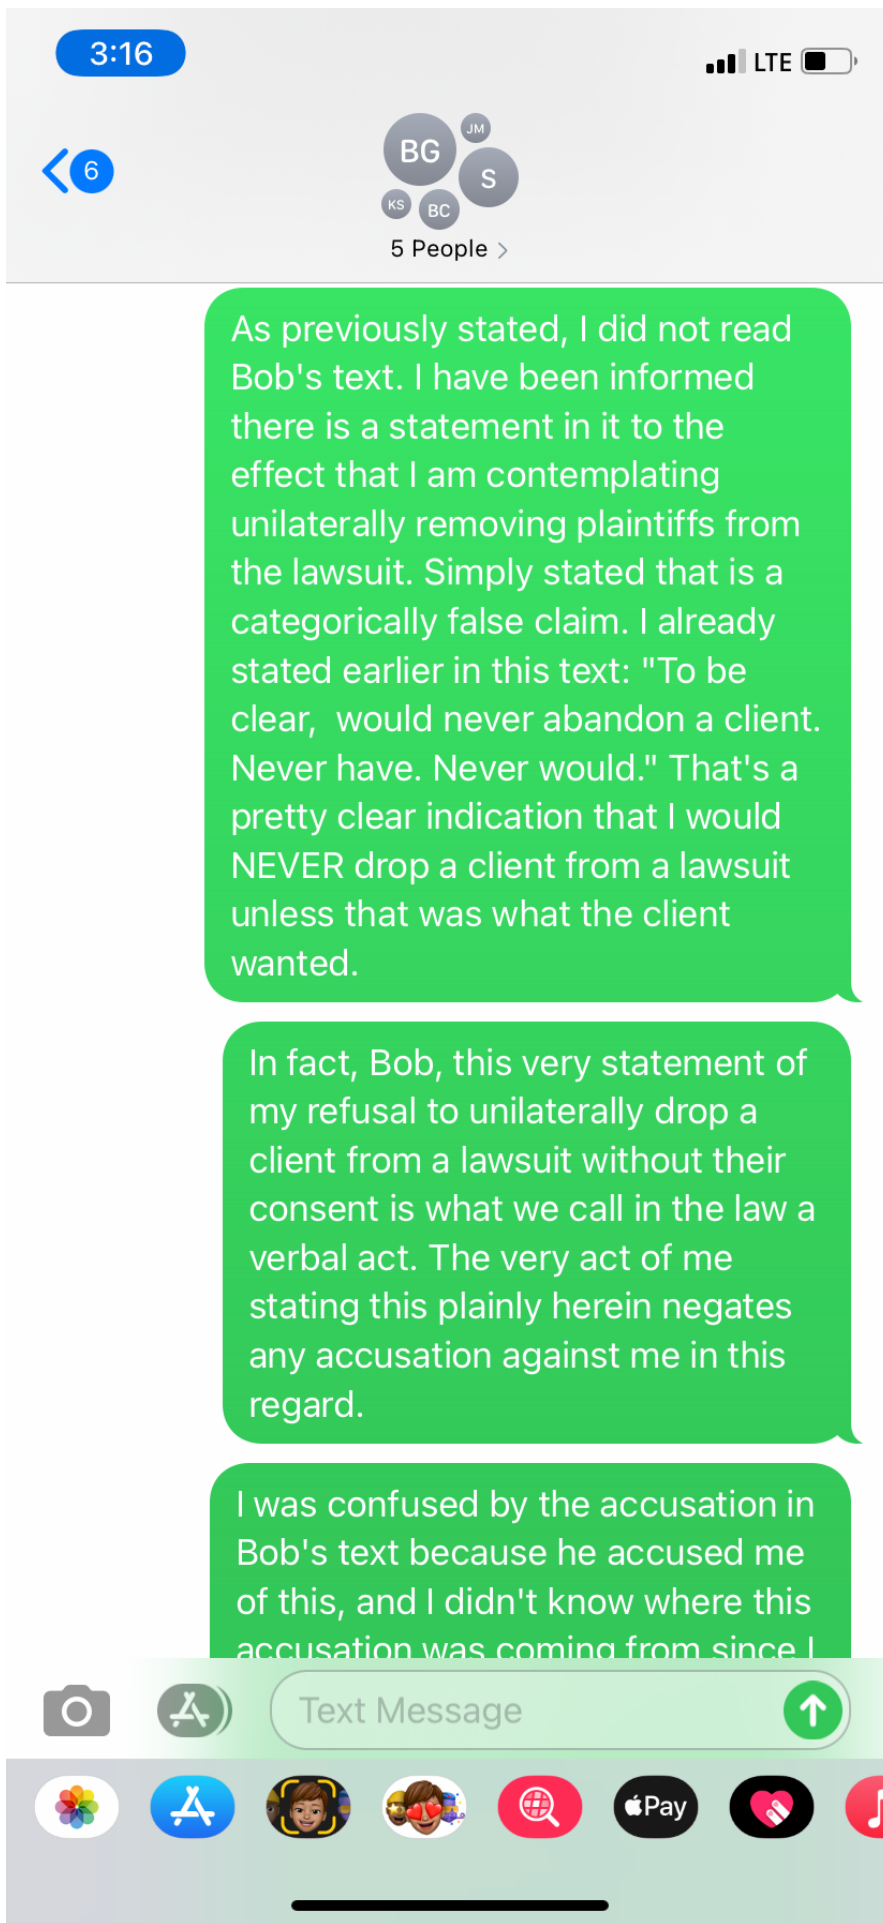 3:16
LTE
6
BG
JM
S
KS
BC
5 People
As previously stated, I did not read
Bob's text. I have been informed
there is a statement in it to the
effect that I am contemplating
unilaterally removing plaintiffs from
the lawsuit. Simply stated that is a
categorically false claim. I already
stated earlier in this text: "To be
clear,  would never abandon a client.
Never have. Never would." That's a
pretty clear indication that I would
NEVER drop a client from a lawsuit
unless that was what the client
wanted.
In fact, Bob, this very statement of
my refusal to unilaterally drop a
client from a lawsuit without their
consent is what we call in the law a
verbal act. The very act of me
stating this plainly herein negates
any accusation against me in this
regard.
I was confused by the accusation in
Bob's text because he accused me
of this, and I didn't know where this
accusation was coming from since I
Text Message
Pay